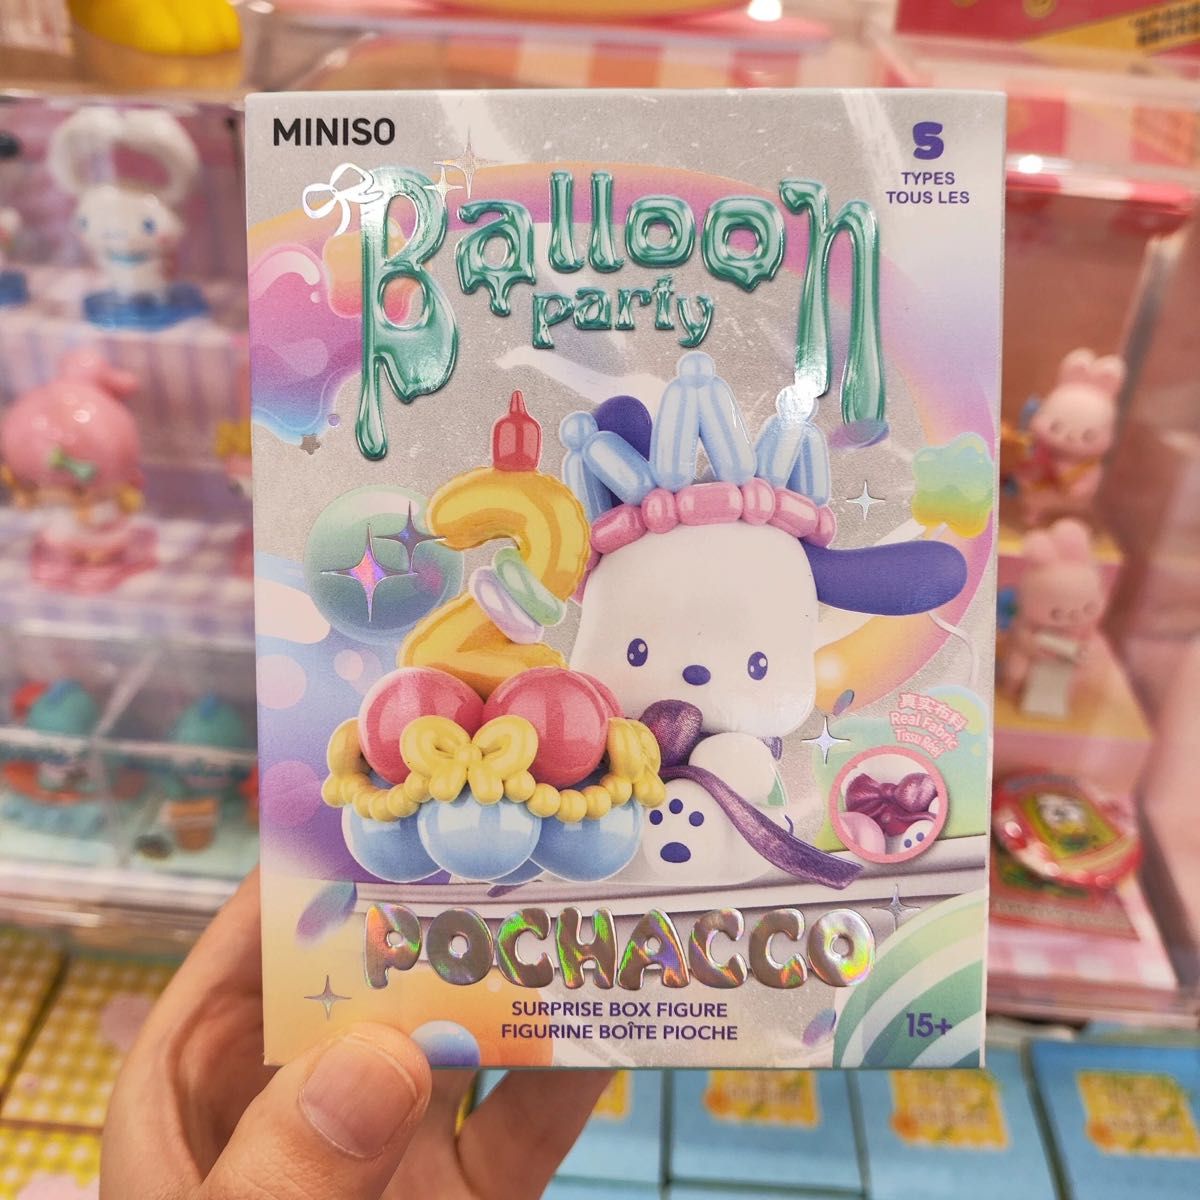 MINISO
S
TYPES
TOUS LES
Balloon
party
2
真实布料
Real Fabric
Tissu Réel
POCHACCO
SURPRISE BOX FIGURE
FIGURINE BOÎTE PIOCHE
15+